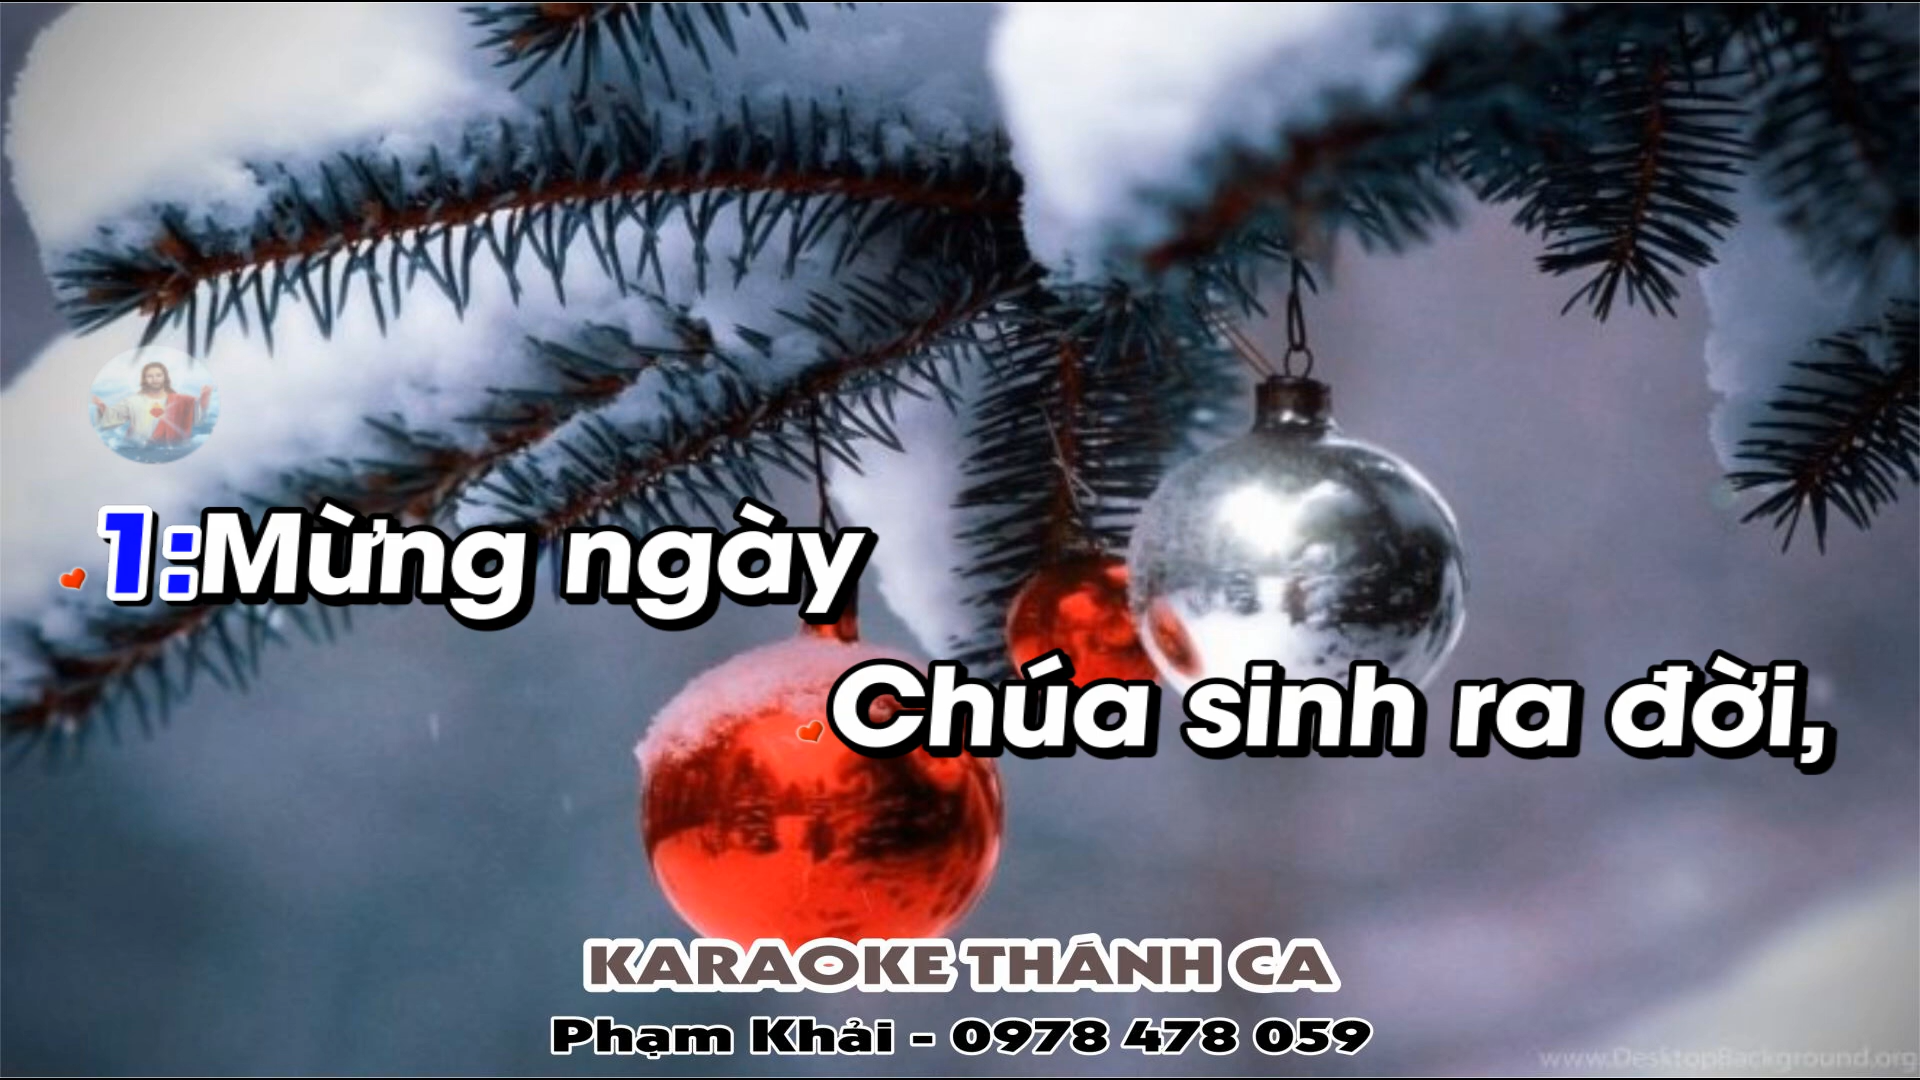 1:Mừng ngày
Chúa sinh ra đời,
KARAOKE THÁNH CA
Phạm Khải - 0978 478 059
www.DesktopBackground.org